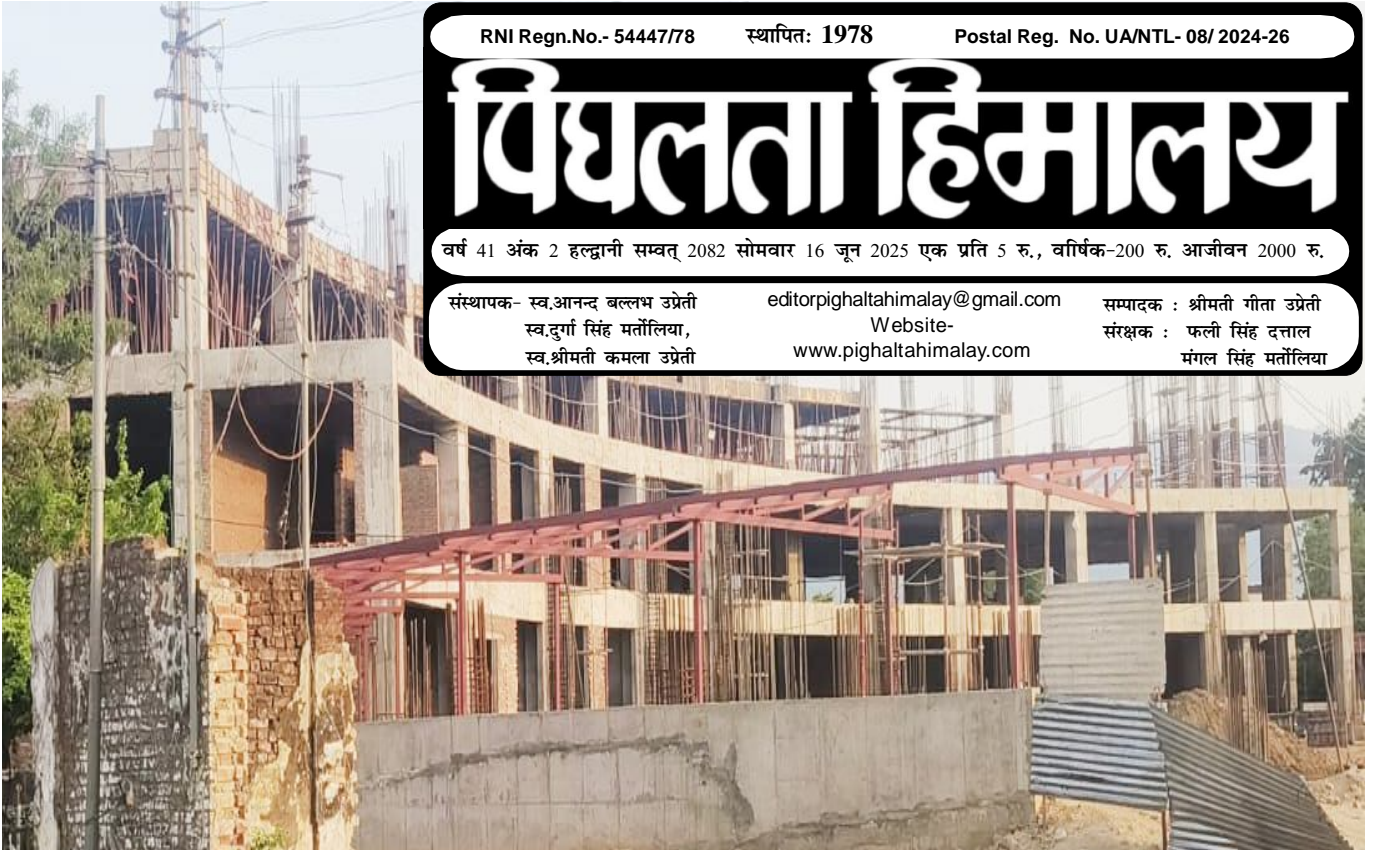 RNI Regn.No.- 54447/78 स्थापितः 1978 Postal Reg. No. UA/NTL- 08/ 2024-26
पिघलता हिमालय
वर्ष 41 अंक 2 हल्द्वानी सम्वत् 2082 सोमवार 16 जून 2025 एक प्रति 5 रु., वाार्षिक-200 रु. आजीवन 2000 रु.
संस्थापक- स्व.आनन्द बल्लभ उप्रेती
स्व.दुर्गा सिंह मर्तोलिया,
स्व.श्रीमती कमला उप्रेती
editorpighaltahimalay@gmail.com
Website-
www.pighaltahimalay.com
सम्पादक : श्रीमती गीता उप्रेती
संरक्षक : फली सिंह दत्ताल
मंगल सिंह मर्तोलिया